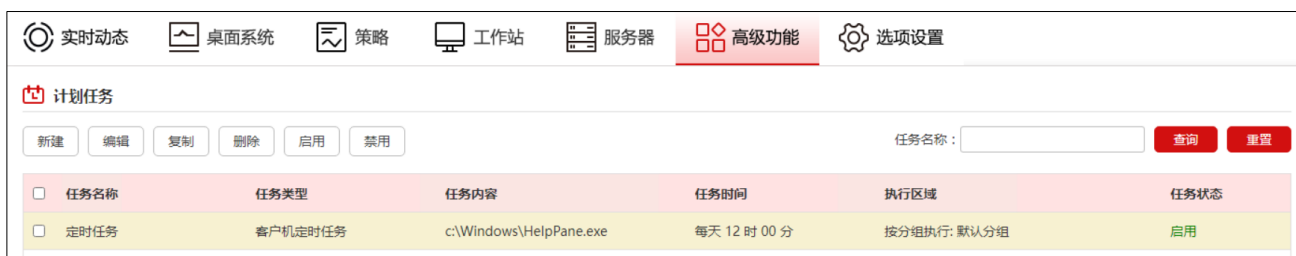 实时动态 桌面系统 策略 工作站 服务器 高级功能 选项设置
计划任务
新建 编辑 复制 删除 启用 禁用 任务名称： 查询 重置
任务名称 任务类型 任务内容 任务时间 执行区域 任务状态
定时任务 客户机定时任务 c:\Windows\HelpPane.exe 每天 12 时 00 分 按分组执行: 默认分组 启用